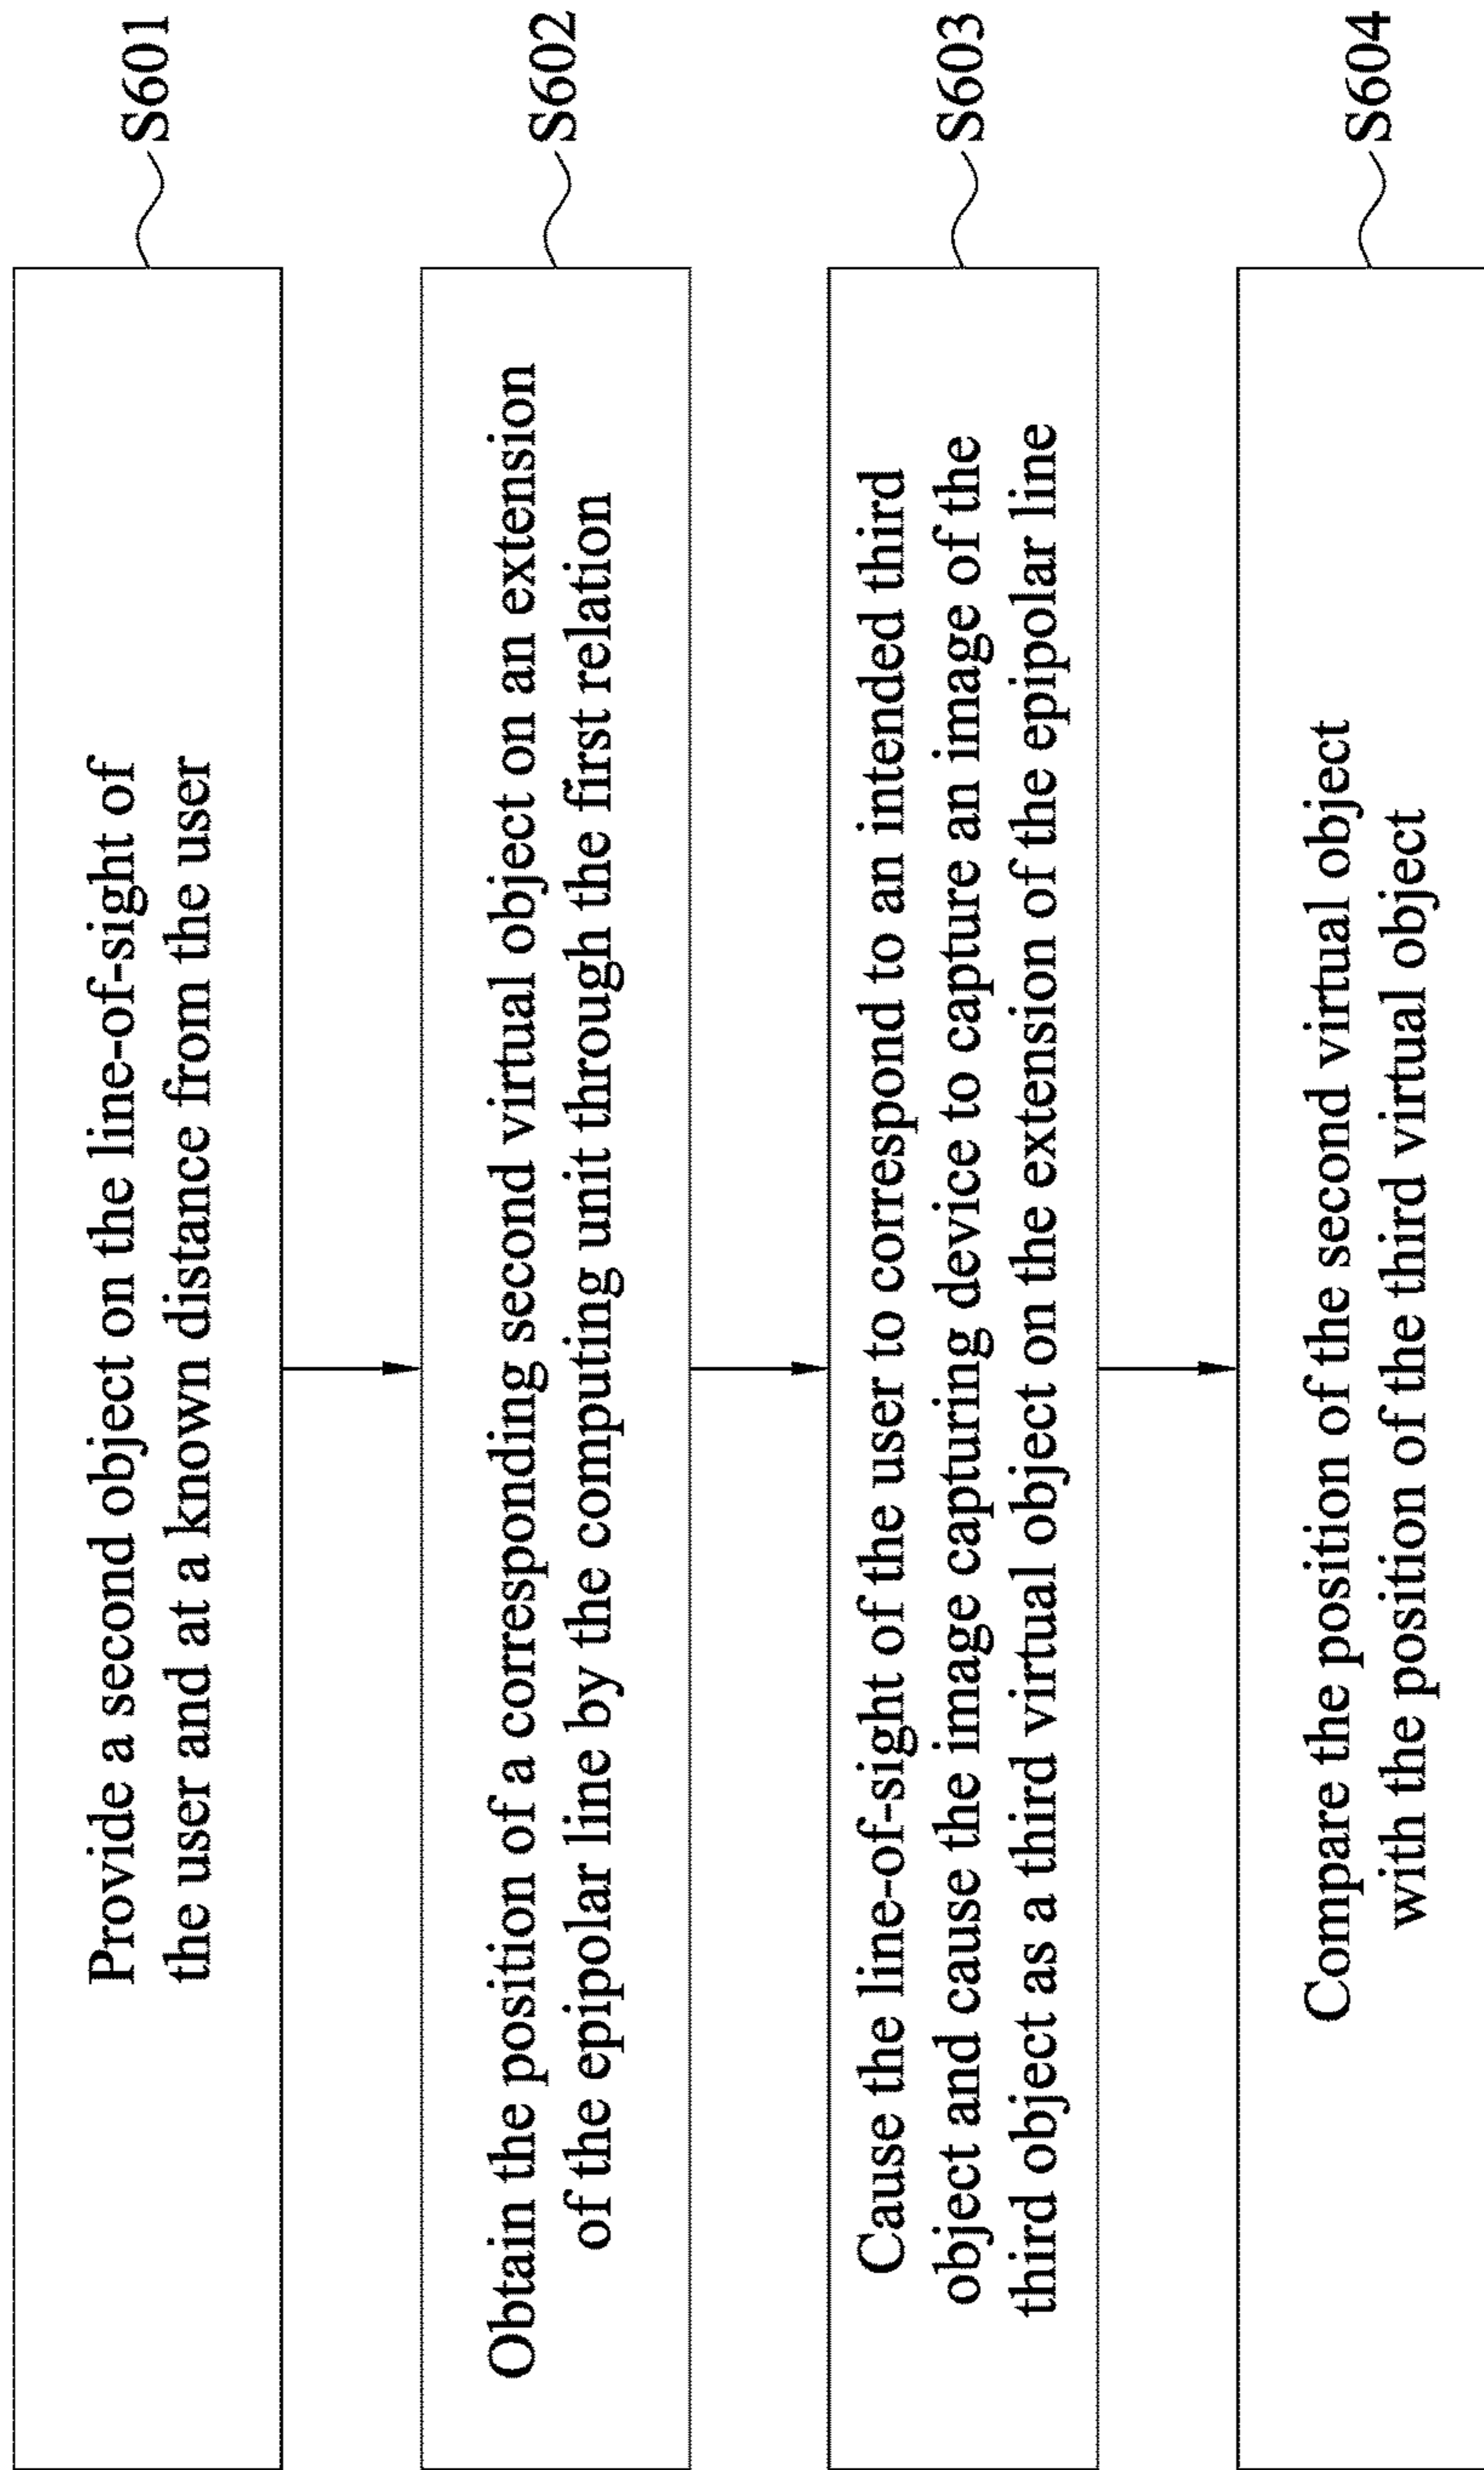 Provide a second object on the line-of-sight of
the user and at a known distance from the user
S601
Obtain the position of a corresponding second virtual object on an extension
of the epipolar line by the computing unit through the first relation
S602
Cause the line-of-sight of the user to correspond to an intended third
object and cause the image capturing device to capture an image of the
third object as a third virtual object on the extension of the epipolar line
S603
Compare the position of the second virtual object
with the position of the third virtual object
S604